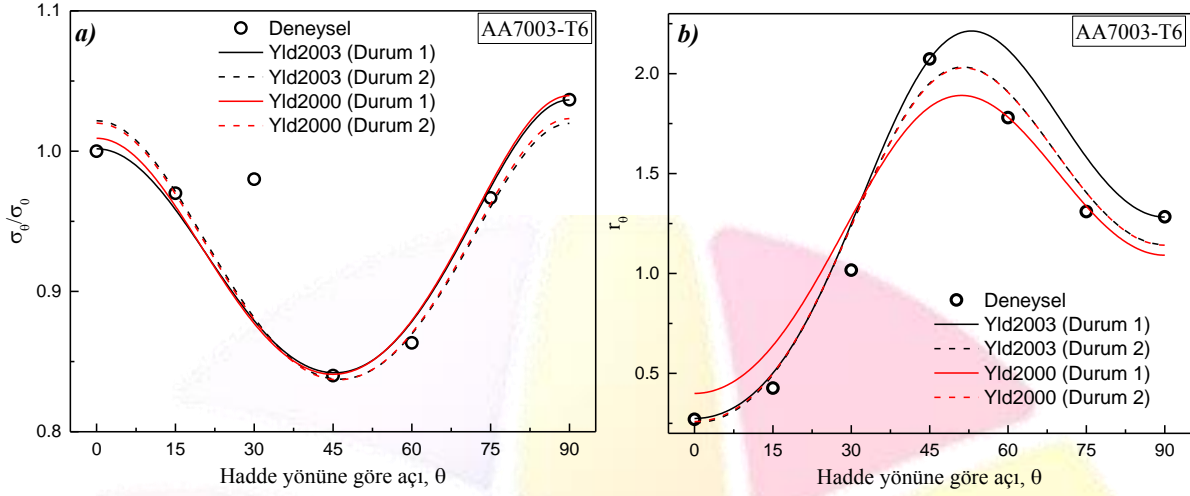 a)
AA7003-T6
Deneysel
Yld2003 (Durum 1)
Yld2003 (Durum 2)
Yld2000 (Durum 1)
Yld2000 (Durum 2)
1.1
1.0
0.9
0.8
σθ/σ0
0 15 30 45 60 75 90
Hadde yönüne göre açı, θ
b)
AA7003-T6
2.0
1.5
1.0
0.5
rθ
Deneysel
Yld2003 (Durum 1)
Yld2003 (Durum 2)
Yld2000 (Durum 1)
Yld2000 (Durum 2)
0 15 30 45 60 75 90
Hadde yönüne göre açı, θ